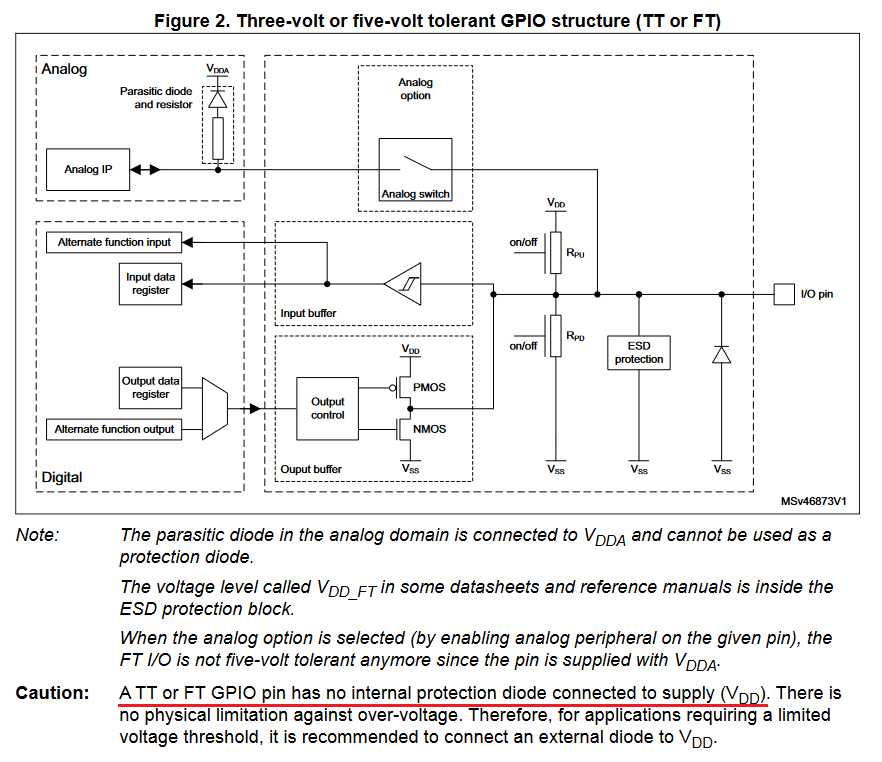 Figure 2. Three-volt or five-volt tolerant GPIO structure (TT or FT)
Analog
VDDA
Parasitic diode
and resistor
Analog IP
Analog
option
Analog switch
VDD
on/off
RPU
Alternate function input
Input data
register
Input buffer
I/O pin
on/off
RPD
ESD
protection
Output data
register
Alternate function output
Output
control
VDD
PMOS
NMOS
VSS
Ouput buffer
Digital
VSS
VSS
VSS
MSv46873V1
Note: The parasitic diode in the analog domain is connected to VDDA and cannot be used as a
protection diode.
The voltage level called VDD_FT in some datasheets and reference manuals is inside the
ESD protection block.
When the analog option is selected (by enabling analog peripheral on the given pin), the
FT I/O is not five-volt tolerant anymore since the pin is supplied with VDDA.
Caution: A TT or FT GPIO pin has no internal protection diode connected to supply (VDD). There is
no physical limitation against over-voltage. Therefore, for applications requiring a limited
voltage threshold, it is recommended to connect an external diode to VDD.